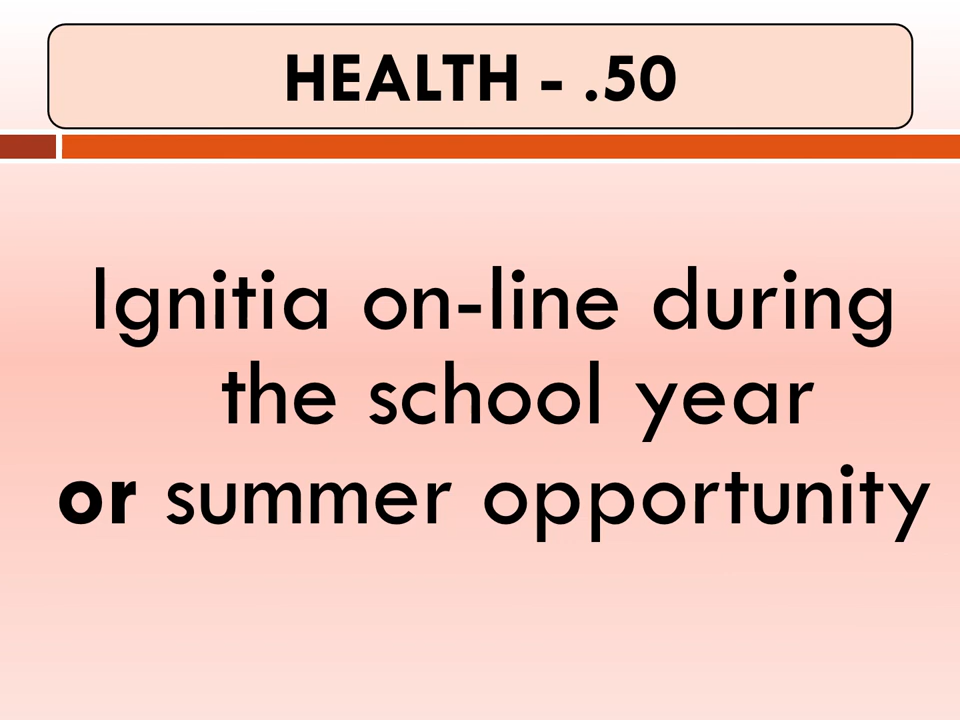 HEALTH - .50
Ignitia on-line during
the school year
or summer opportunity